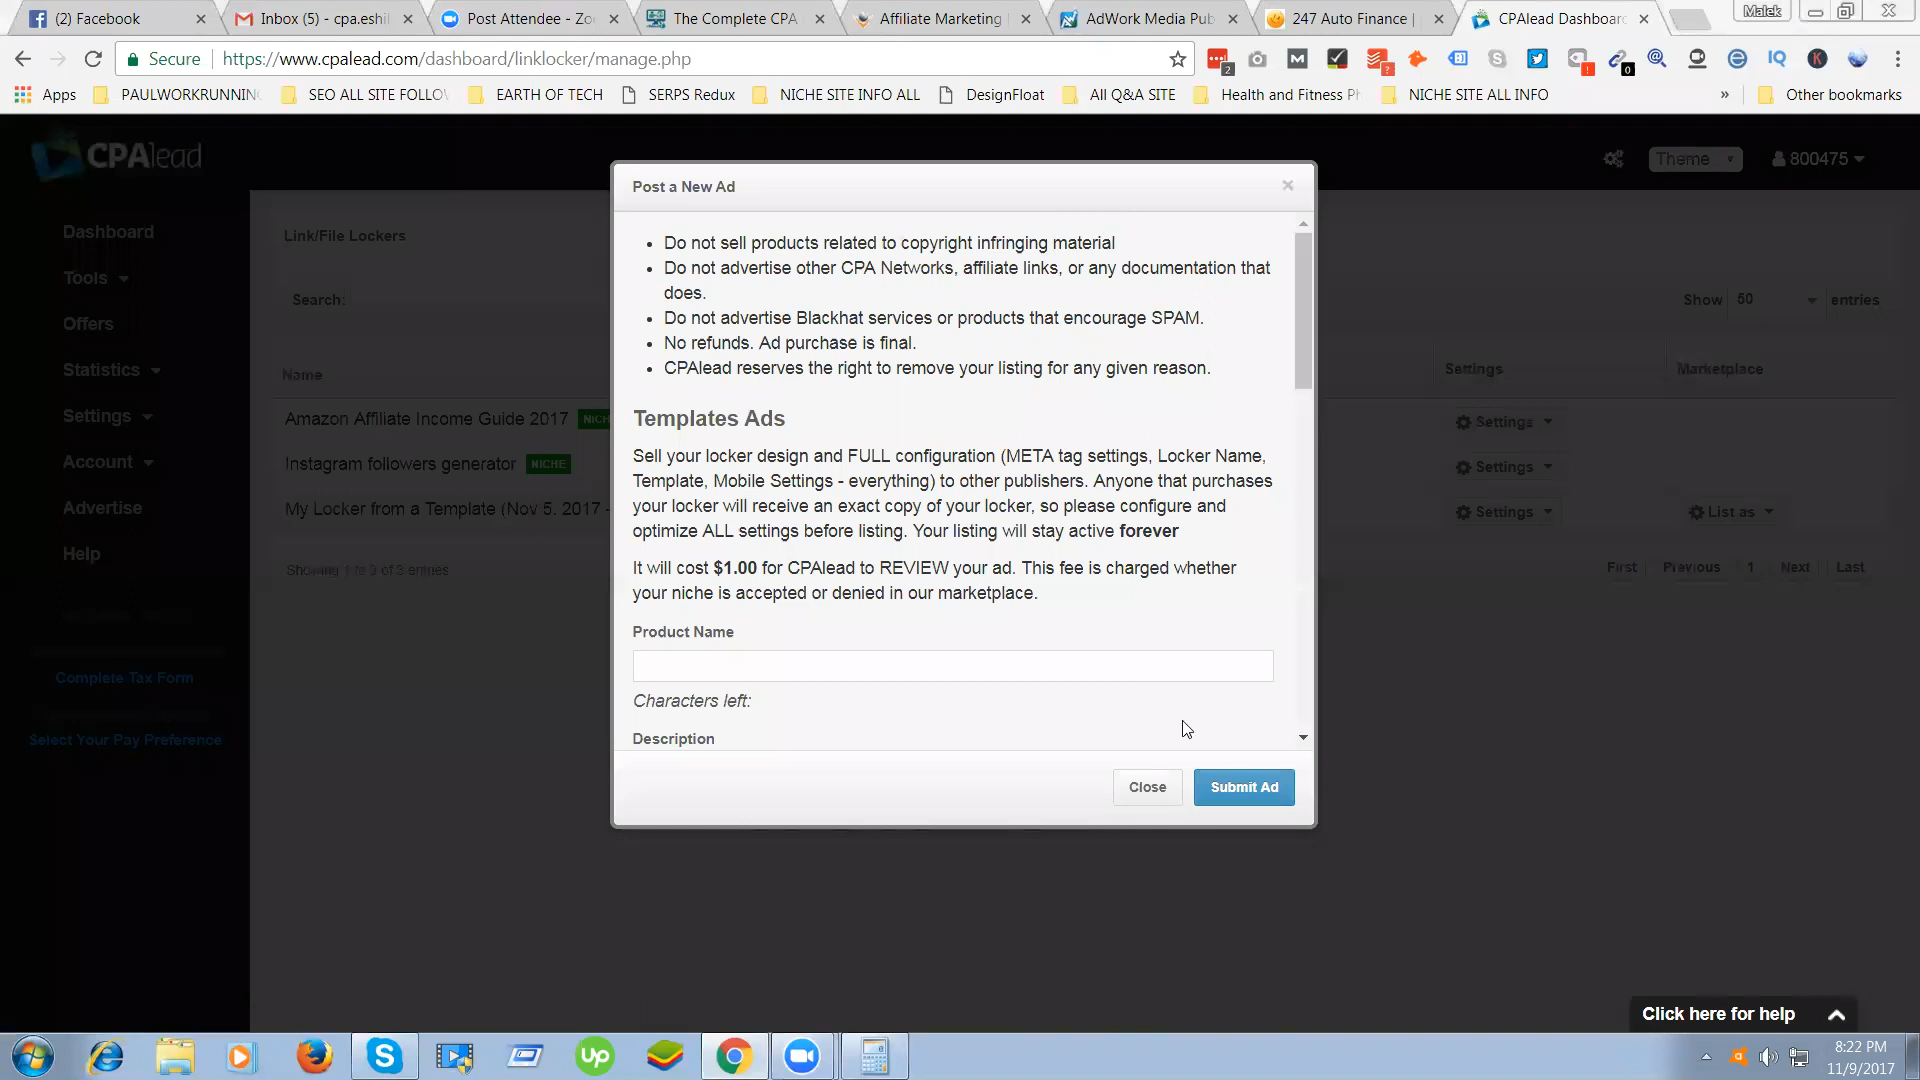 (2) Facebook
Inbox (5) - cpa.eshil
Post Attendee - Zo
The Complete CPA
Affiliate Marketing
AdWork Media Pub
247 Auto Finance |
CPAlead Dashboard
Malek
Secure
https://www.cpalead.com/dashboard/linklocker/manage.php
Apps
PAULWORKRUNNING
SEO ALL SITE FOLLOW
EARTH OF TECH
SERPS Redux
NICHE SITE INFO ALL
DesignFloat
All Q&A SITE
Health and Fitness Ph
NICHE SITE ALL INFO
»
Other bookmarks
CPAlead
Theme
800475
Dashboard
Tools
Offers
Statistics
Settings
Account
Advertise
Help
Complete Tax Form
Select Your Pay Preference
Link/File Lockers
Search:
Show 50 entries
Name
Settings
Marketplace
Amazon Affiliate Income Guide 2017 NICH
Settings
Instagram followers generator NICHE
Settings
My Locker from a Template (Nov 5, 2017 -
Settings
List as
Showing 1 to 3 of 3 entries
First Previous 1 Next Last
Post a New Ad
×
• Do not sell products related to copyright infringing material
• Do not advertise other CPA Networks, affiliate links, or any documentation that
does.
• Do not advertise Blackhat services or products that encourage SPAM.
• No refunds. Ad purchase is final.
• CPAlead reserves the right to remove your listing for any given reason.
Templates Ads
Sell your locker design and FULL configuration (META tag settings, Locker Name,
Template, Mobile Settings - everything) to other publishers. Anyone that purchases
your locker will receive an exact copy of your locker, so please configure and
optimize ALL settings before listing. Your listing will stay active forever
It will cost $1.00 for CPAlead to REVIEW your ad. This fee is charged whether
your niche is accepted or denied in our marketplace.
Product Name
Characters left:
Description
Close
Submit Ad
Click here for help
8:22 PM
11/9/2017